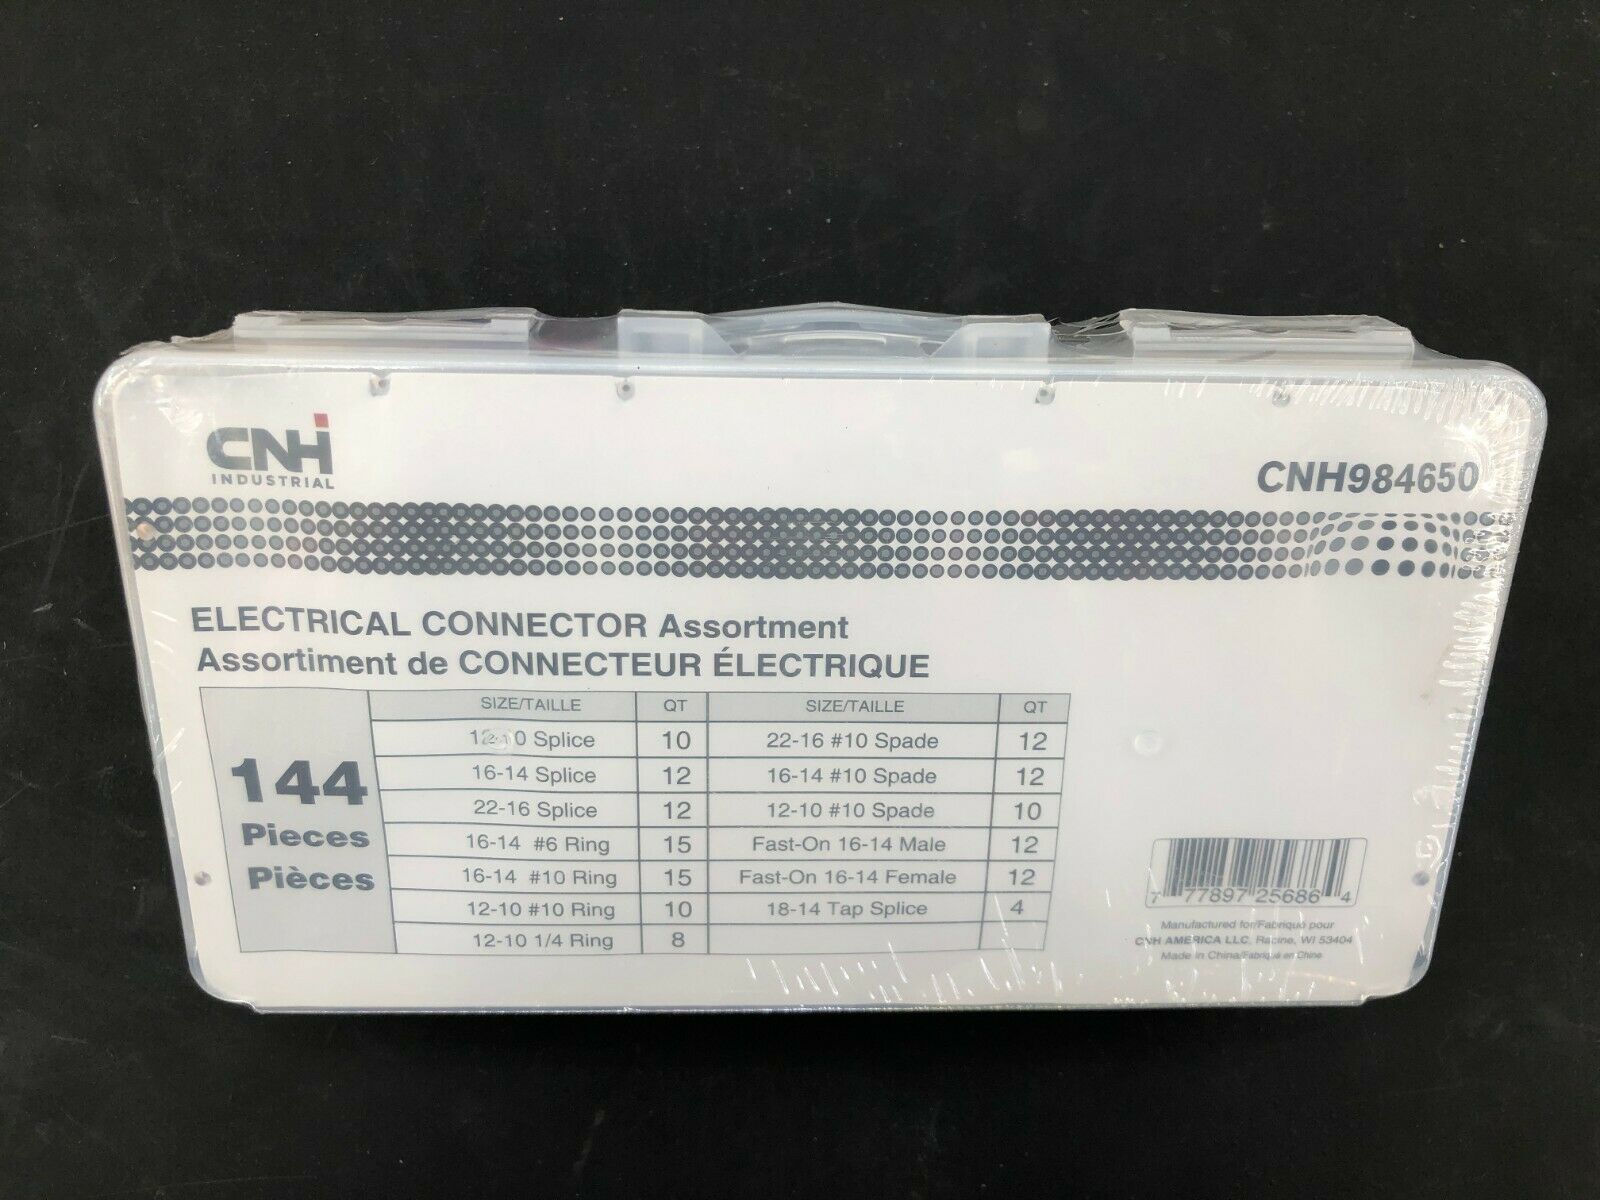 CNH
INDUSTRIAL
CNH984650
ELECTRICAL CONNECTOR Assortment
Assortiment de CONNECTEUR ÉLECTRIQUE
144
Pieces
Pièces
SIZE/TAILLE QT SIZE/TAILLE QT
12-10 Splice 10 22-16 #10 Spade 12
16-14 Splice 12 16-14 #10 Spade 12
22-16 Splice 12 12-10 #10 Spade 10
16-14 #6 Ring 15 Fast-On 16-14 Male 12
16-14 #10 Ring 15 Fast-On 16-14 Female 12
12-10 #10 Ring 10 18-14 Tap Splice 4
12-10 1/4 Ring 8
7 77897 25686 4
Manufactured for/Fabriqué pour
CNH AMERICA LLC, Racine, WI 53404
Made in China/Fabriqué en Chine